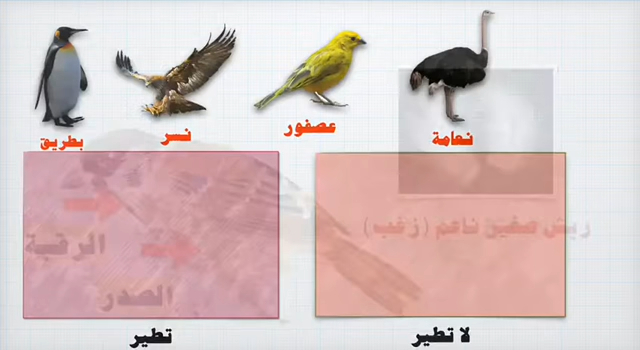 نعامة
عصفور
نسر
بطريق
ريش صغير ناعم (زغب)
الرقبة
الصدر
لا تطير
تطير